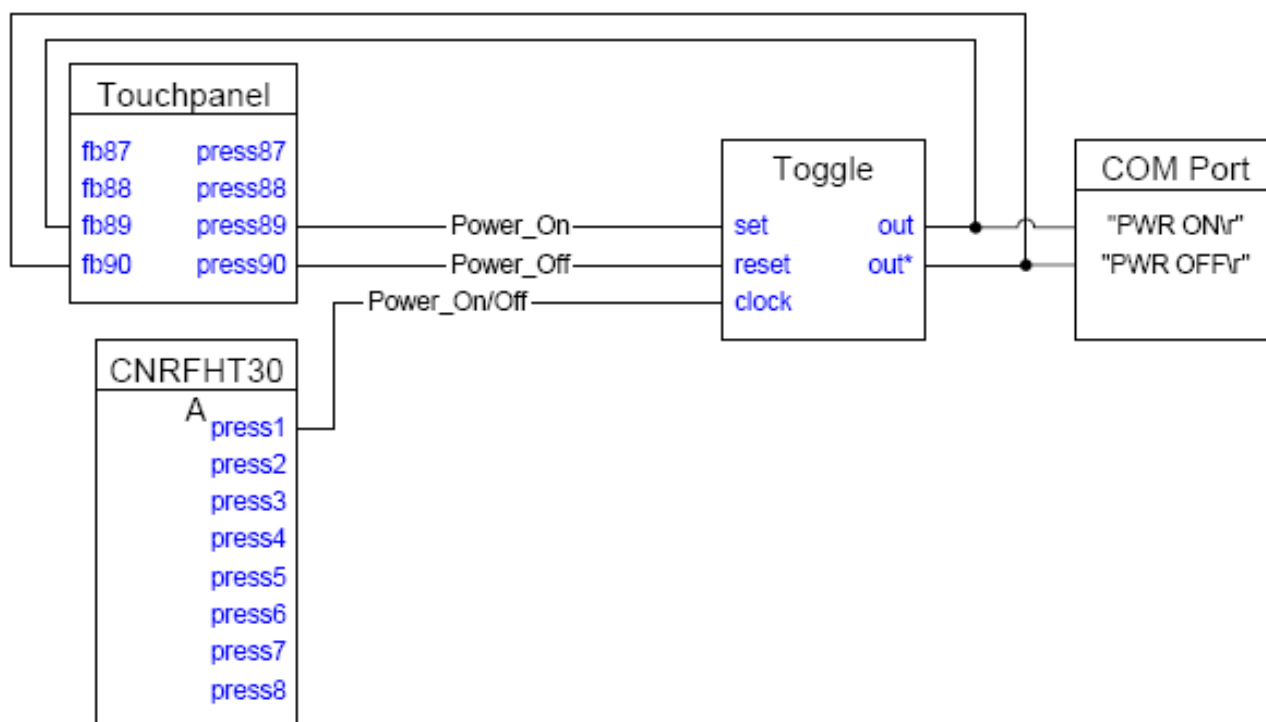 Touchpanel
fb87 press87
fb88 press88
fb89 press89
fb90 press90
Power_On
Power_Off
Power_On/Off
Toggle
set out
reset out*
clock
COM Port
"PWR ON\r"
"PWR OFF\r"
CNRFHT30
A
press1
press2
press3
press4
press5
press6
press7
press8